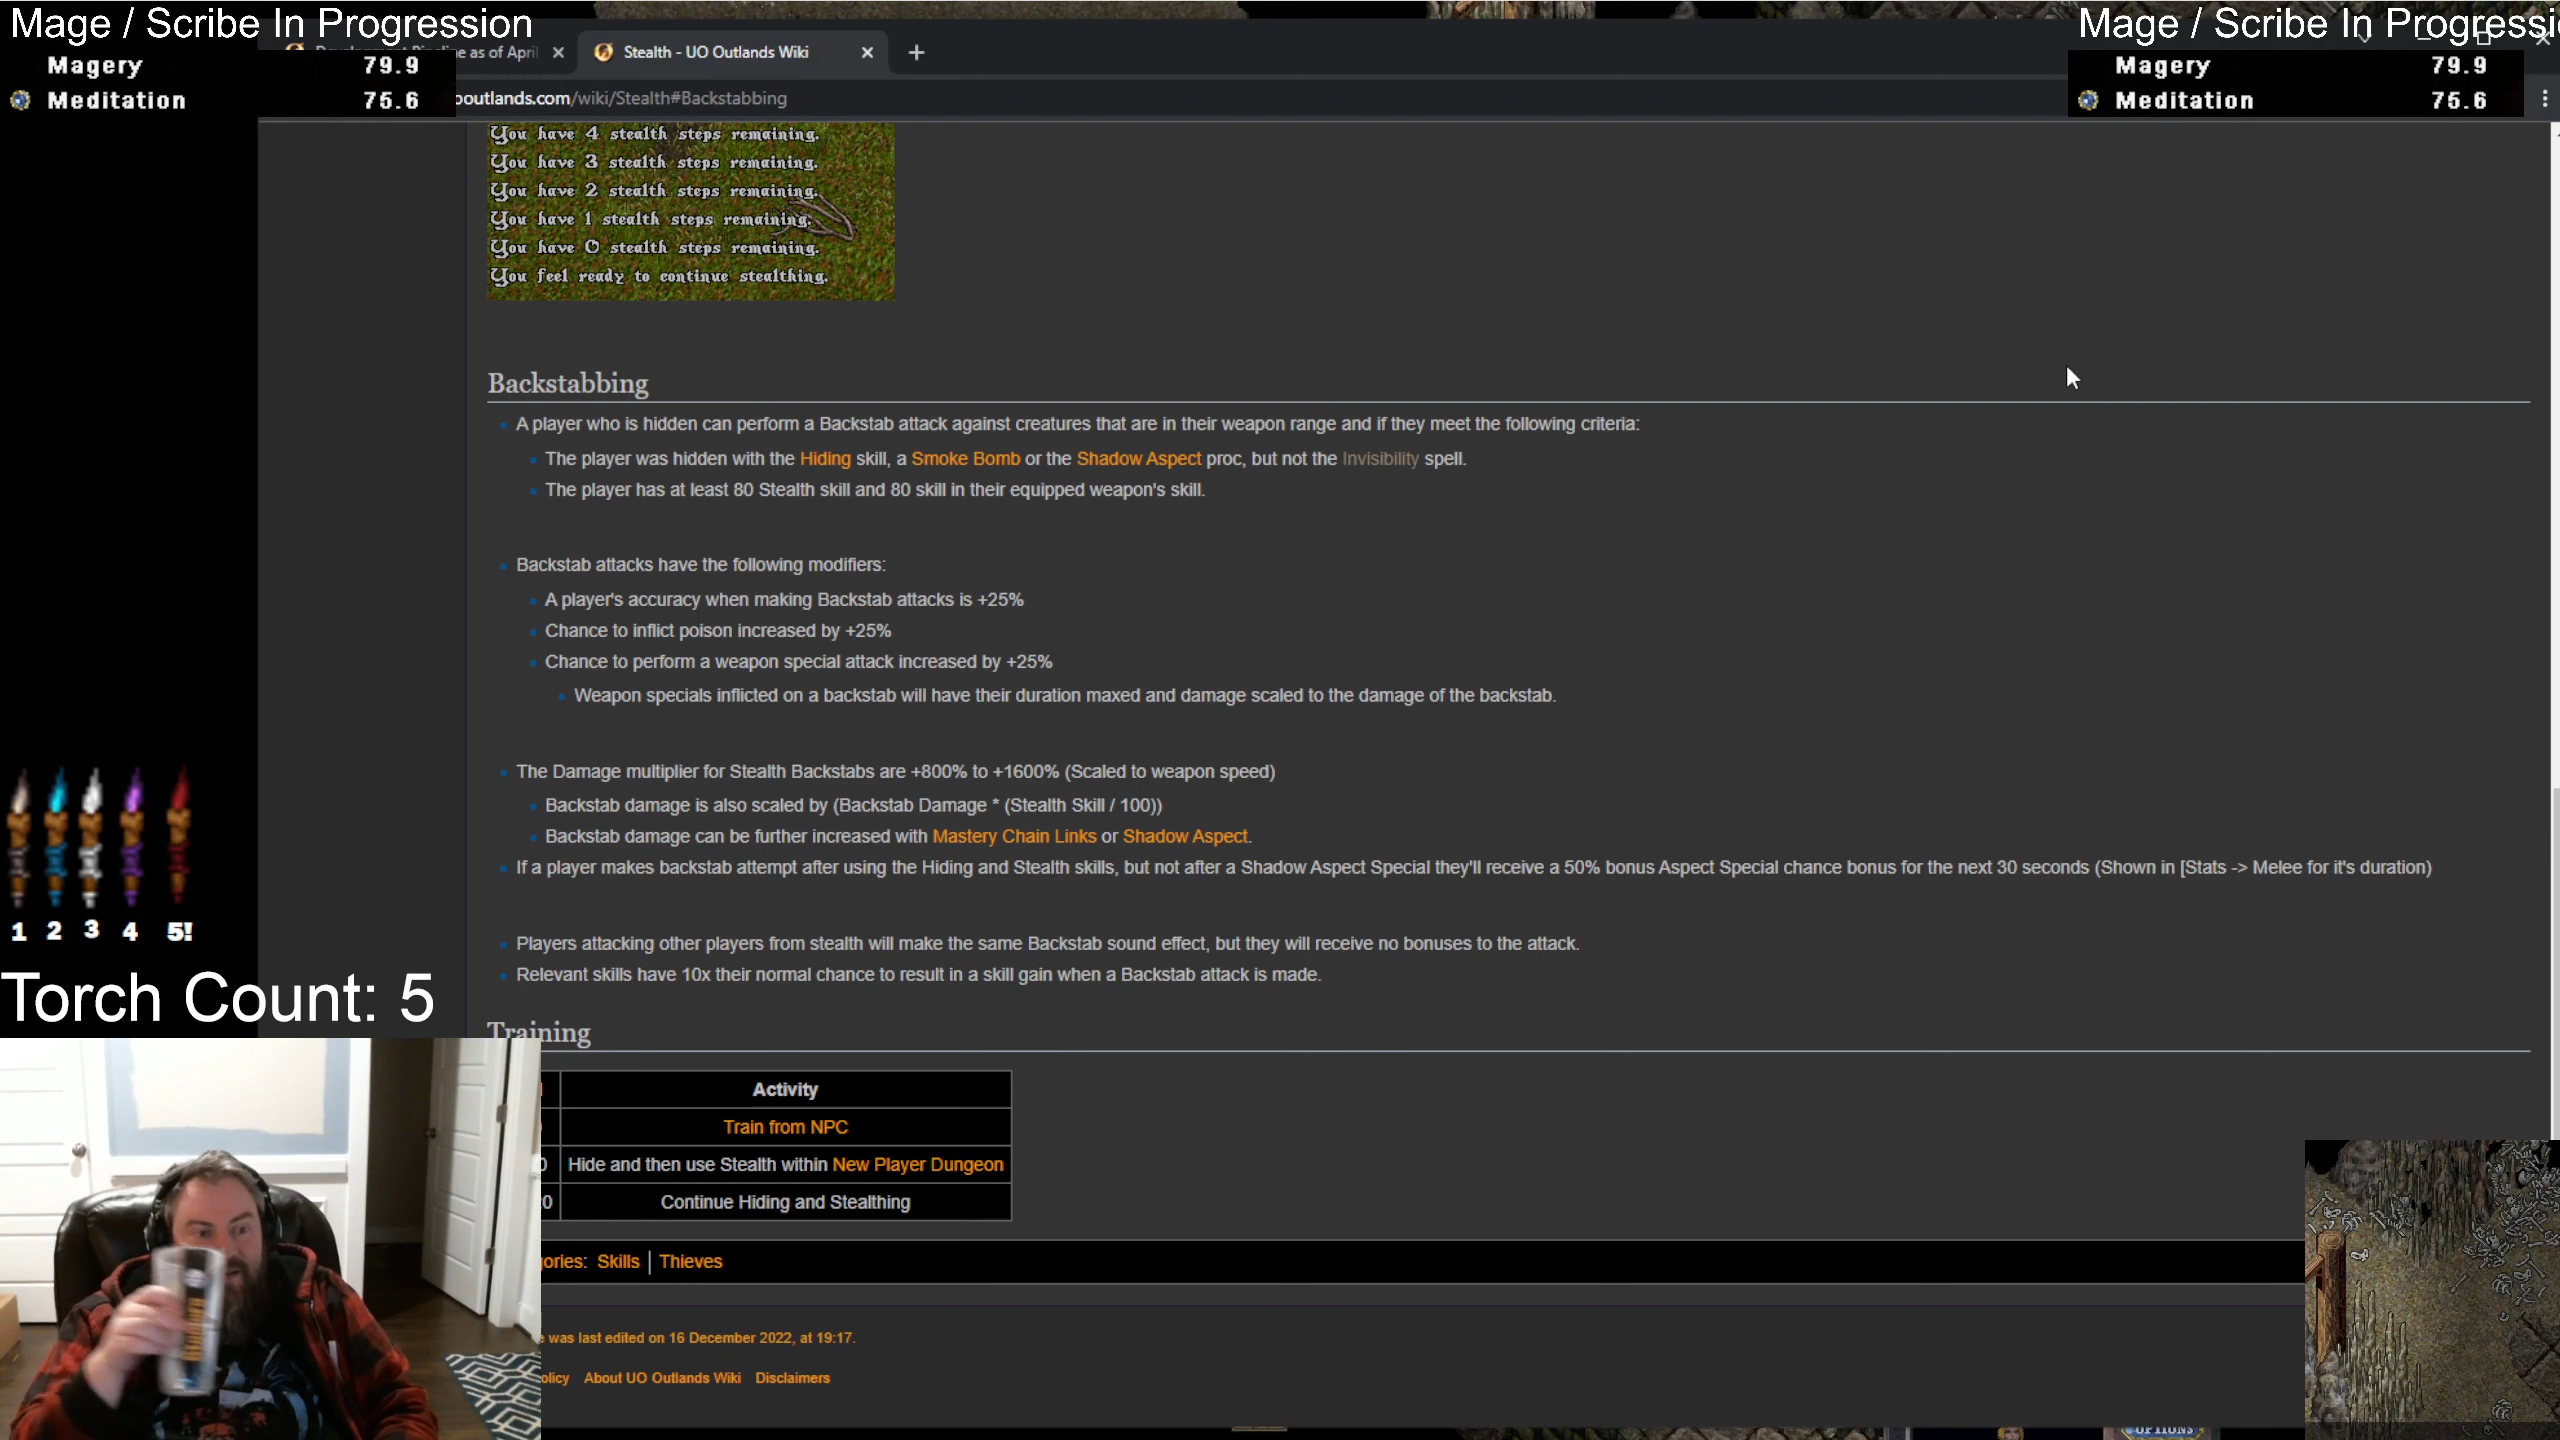 Mage / Scribe In Progression
Mage / Scribe In Progressi
Magery 79.9
Meditation 75.6
Magery 79.9
Meditation 75.6
as of April
Stealth - UO Outlands Wiki
outlands.com/wiki/Stealth#Backstabbing
You have 4 stealth steps remaining.
You have 3 stealth steps remaining.
You have 2 stealth steps remaining.
You have 1 stealth steps remaining.
You have 0 stealth steps remaining.
You feel ready to continue stealthing.
Backstabbing
A player who is hidden can perform a Backstab attack against creatures that are in their weapon range and if they meet the following criteria:
The player was hidden with the Hiding skill, a Smoke Bomb or the Shadow Aspect proc, but not the Invisibility spell.
The player has at least 80 Stealth skill and 80 skill in their equipped weapon's skill.
Backstab attacks have the following modifiers:
A player's accuracy when making Backstab attacks is +25%
Chance to inflict poison increased by +25%
Chance to perform a weapon special attack increased by +25%
Weapon specials inflicted on a backstab will have their duration maxed and damage scaled to the damage of the backstab.
The Damage multiplier for Stealth Backstabs are +800% to +1600% (Scaled to weapon speed)
Backstab damage is also scaled by (Backstab Damage * (Stealth Skill / 100))
Backstab damage can be further increased with Mastery Chain Links or Shadow Aspect.
If a player makes backstab attempt after using the Hiding and Stealth skills, but not after a Shadow Aspect Special they'll receive a 50% bonus Aspect Special chance bonus for the next 30 seconds (Shown in [Stats -> Melee for it's duration)
Players attacking other players from stealth will make the same Backstab sound effect, but they will receive no bonuses to the attack.
Relevant skills have 10x their normal chance to result in a skill gain when a Backstab attack is made.
1 2 3 4 5!
Torch Count: 5
Training
Activity
Train from NPC
0 Hide and then use Stealth within New Player Dungeon
0 Continue Hiding and Stealthing
ories: Skills | Thieves
e was last edited on 16 December 2022, at 19:17.
olicy About UO Outlands Wiki Disclaimers
OPTIONS